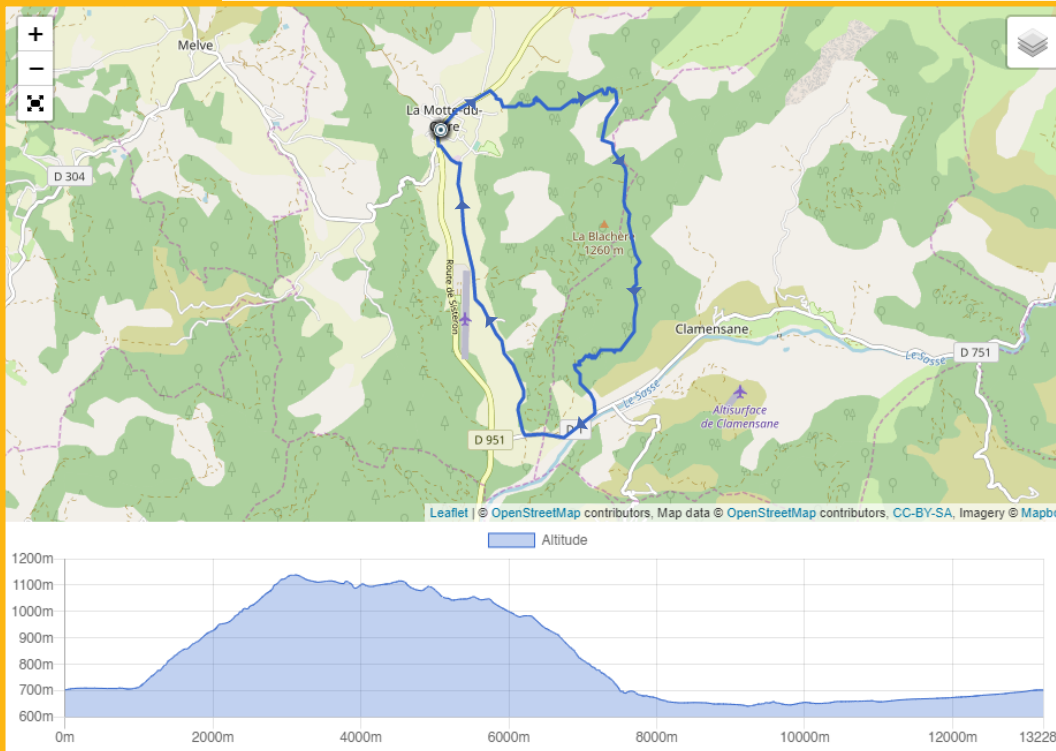 +
−
Melve
La Motte-du-
D 304
La Blachère
1260 m
Route de Sisteron
Clamensane
D 751
Le Sasse
Le Sasse
Altisurface
de Clamensane
D 951
Leaflet | © OpenStreetMap contributors, Map data © OpenStreetMap contributors, CC-BY-SA, Imagery © Mapbo
Altitude
1200m
1100m
1000m
900m
800m
700m
600m
0m 2000m 4000m 6000m 8000m 10000m 12000m 13228